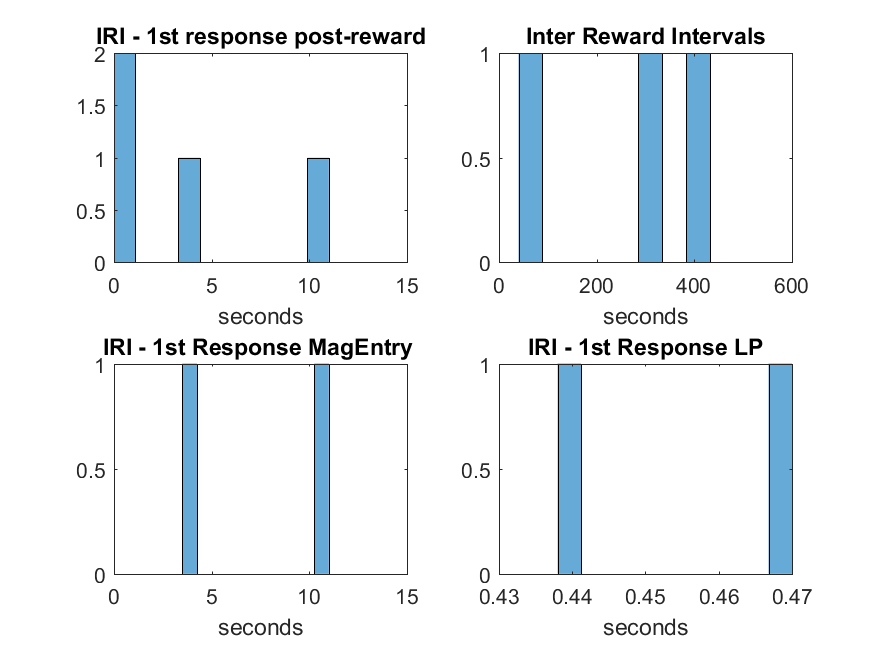 IRI - 1st response post-reward
2
1.5
1
0.5
0
0 5 10 15
seconds
Inter Reward Intervals
1
0.5
0
0 200 400 600
seconds
IRI - 1st Response MagEntry
1
0.5
0
0 5 10 15
seconds
IRI - 1st Response LP
1
0.5
0
0.43 0.44 0.45 0.46 0.47
seconds